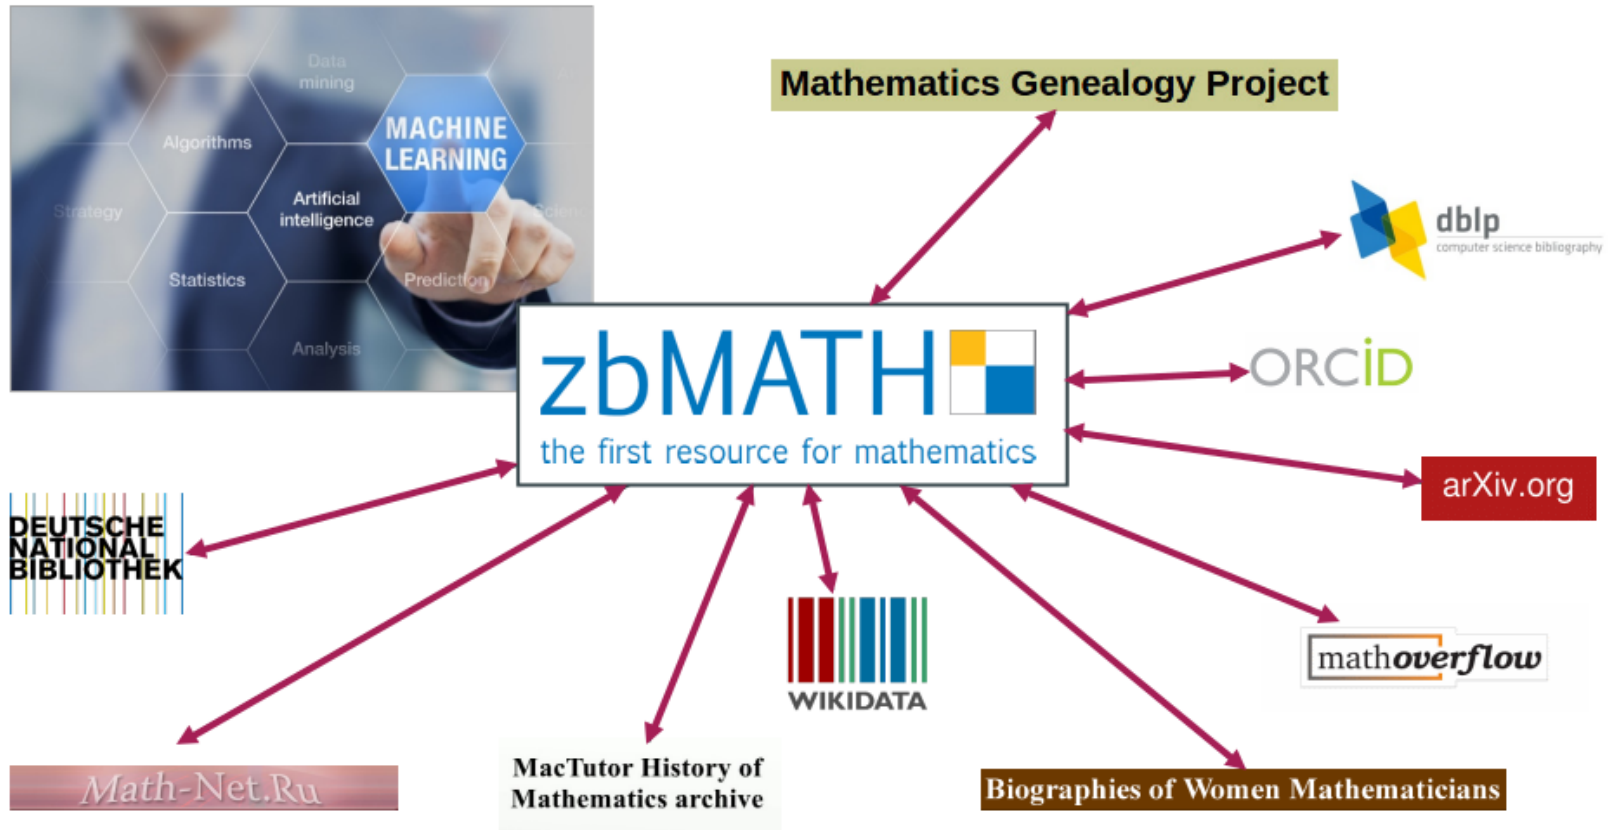 Data
mining
Algorithms
MACHINE
LEARNING
Strategy
Artificial
intelligence
Statistics
Prediction
Analysis
Mathematics Genealogy Project
dblp
computer science bibliography
zbMATH
the first resource for mathematics
ORCiD
arXiv.org
DEUTSCHE
NATIONAL
BIBLIOTHEK
WIKIDATA
mathoverflow
Math-Net.Ru
MacTutor History of
Mathematics archive
Biographies of Women Mathematicians